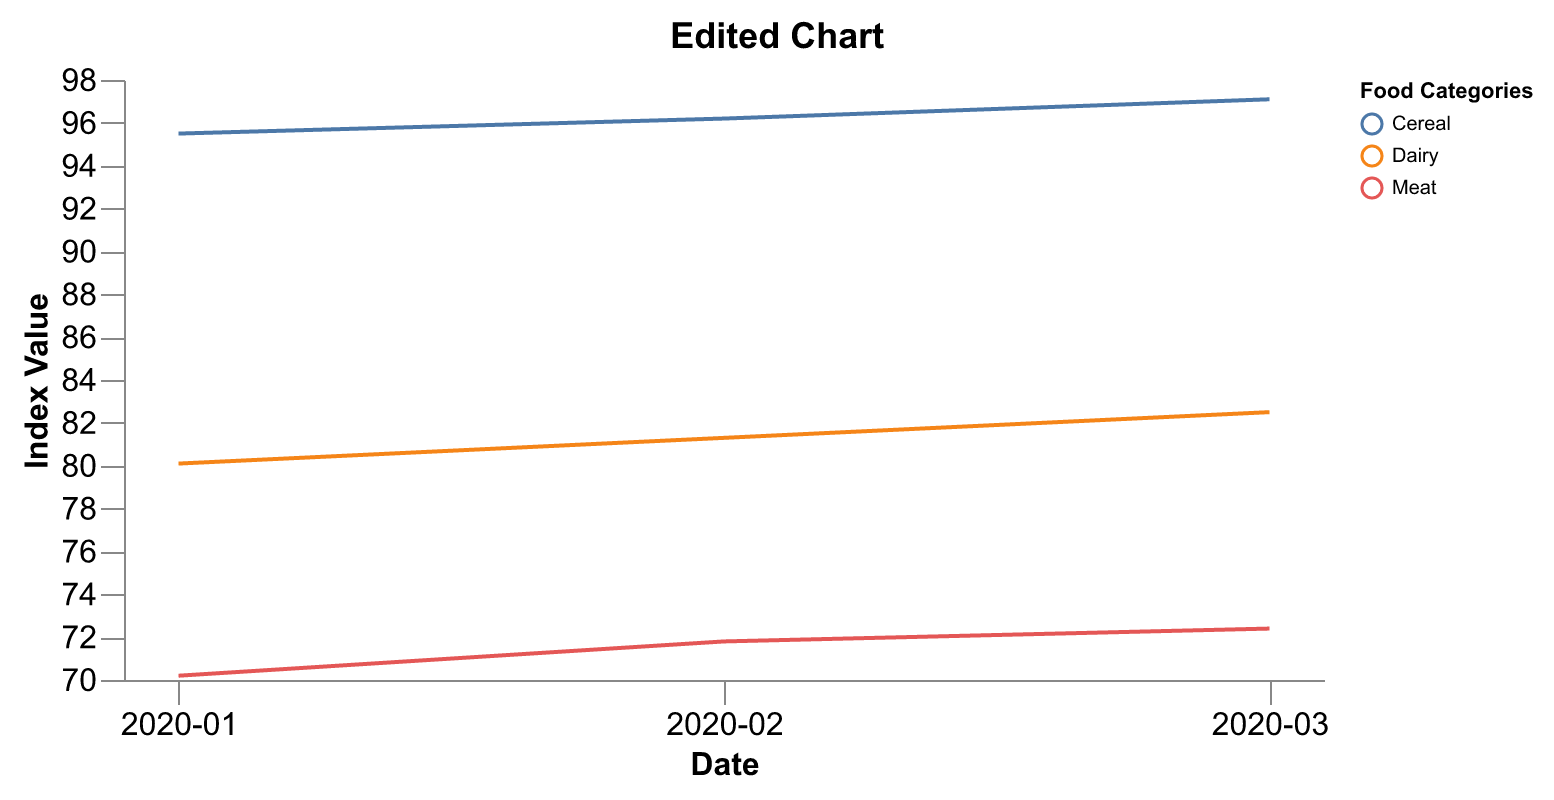 Edited Chart
Index Value
98
96
94
92
90
88
86
84
82
80
78
76
74
72
70
2020-01 2020-02 2020-03
Date
Food Categories
Cereal
Dairy
Meat